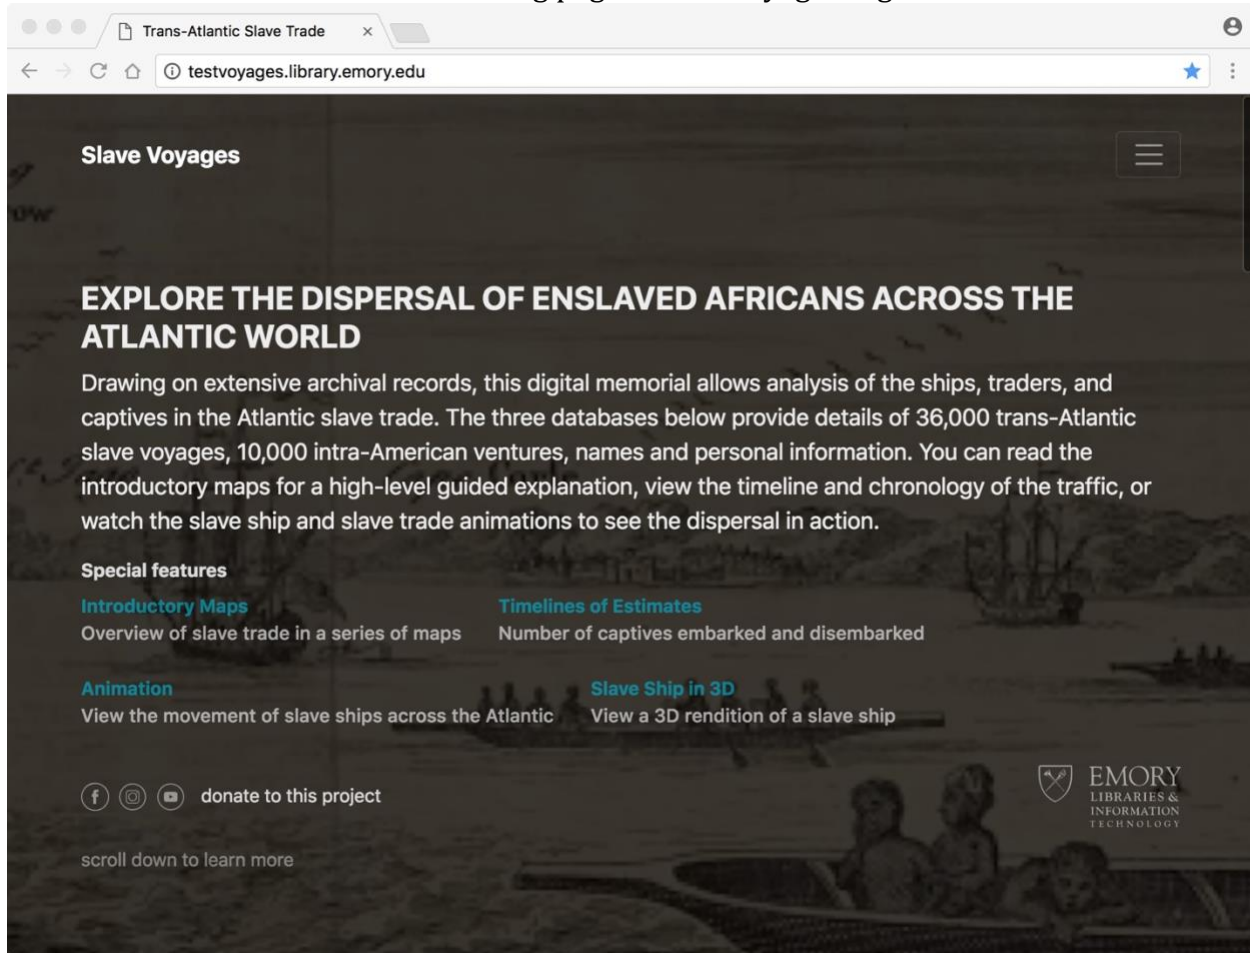 Trans-Atlantic Slave Trade
testvoyages.library.emory.edu
Slave Voyages
EXPLORE THE DISPERSAL OF ENSLAVED AFRICANS ACROSS THE
ATLANTIC WORLD
Drawing on extensive archival records, this digital memorial allows analysis of the ships, traders, and
captives in the Atlantic slave trade. The three databases below provide details of 36,000 trans-Atlantic
slave voyages, 10,000 intra-American ventures, names and personal information. You can read the
introductory maps for a high-level guided explanation, view the timeline and chronology of the traffic, or
watch the slave ship and slave trade animations to see the dispersal in action.
Special features
Introductory Maps
Overview of slave trade in a series of maps
Timelines of Estimates
Number of captives embarked and disembarked
Animation
View the movement of slave ships across the Atlantic
Slave Ship in 3D
View a 3D rendition of a slave ship
donate to this project
EMORY
LIBRARIES &
INFORMATION
TECHNOLOGY
scroll down to learn more